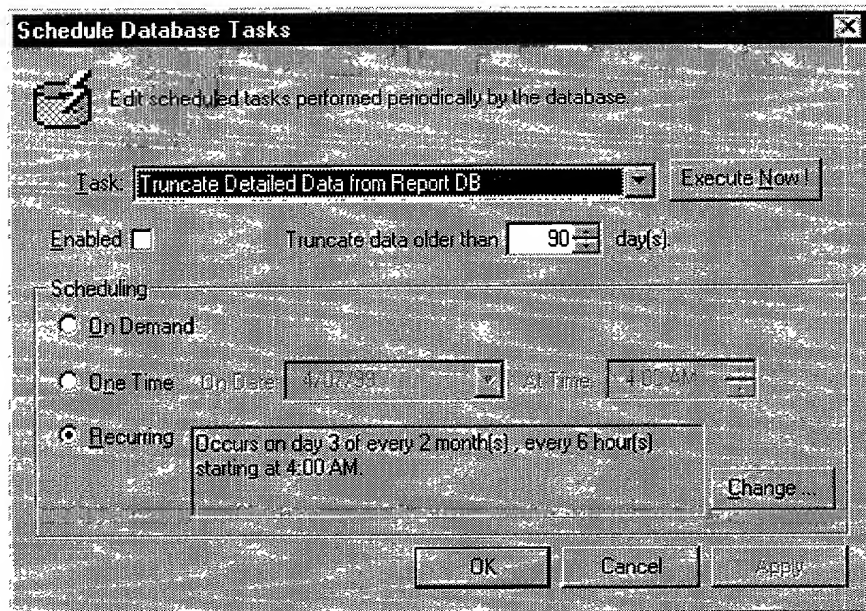 Schedule Database Tasks
Edit scheduled tasks performed periodically by the database.
Task: Truncate Detailed Data from Report DB Execute Now !
Enabled Truncate data older than 90 day(s).
Scheduling
On Demand
One Time On Date 4/07/98 At Time 4:00 AM
Recurring Occurs on day 3 of every 2 month(s) , every 6 hour(s)
starting at 4:00 AM.
Change ...
OK Cancel Apply